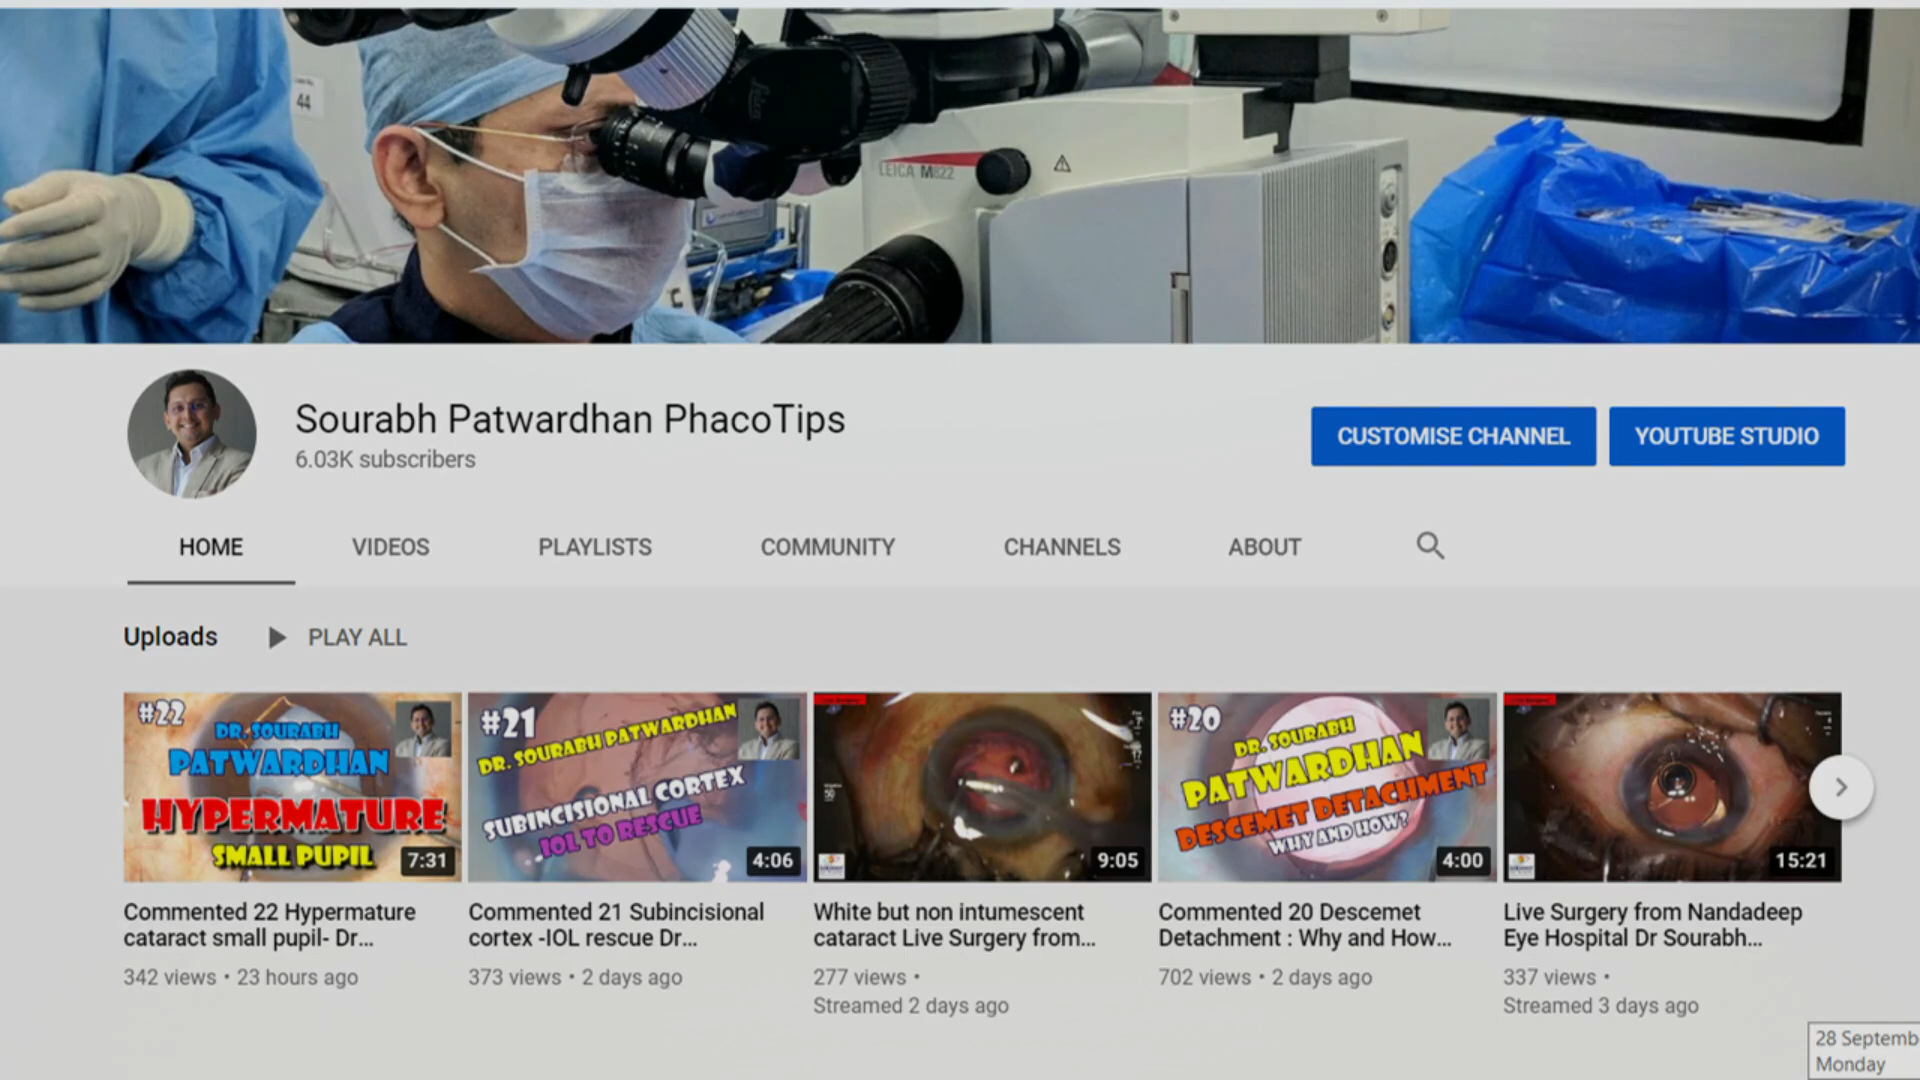 44
LEICA M822
Sourabh Patwardhan PhacoTips
6.03K subscribers
CUSTOMISE CHANNEL
YOUTUBE STUDIO
HOME
VIDEOS
PLAYLISTS
COMMUNITY
CHANNELS
ABOUT
Uploads
PLAY ALL
#22
DR. SOURABH
PATWARDHAN
HYPERMATURE
SMALL PUPIL
7:31
#21
DR. SOURABH PATWARDHAN
SUBINCISIONAL CORTEX
IOL TO RESCUE
4:06
9:05
#20
DR. SOURABH
PATWARDHAN
DESCEMET DETACHMENT
WHY AND HOW?
4:00
15:21
Commented 22 Hypermature
cataract small pupil- Dr...
342 views • 23 hours ago
Commented 21 Subincisional
cortex -IOL rescue Dr...
373 views • 2 days ago
White but non intumescent
cataract Live Surgery from...
277 views •
Streamed 2 days ago
Commented 20 Descemet
Detachment : Why and How...
702 views • 2 days ago
Live Surgery from Nandadeep
Eye Hospital Dr Sourabh...
337 views •
Streamed 3 days ago
28 Septemb
Monday